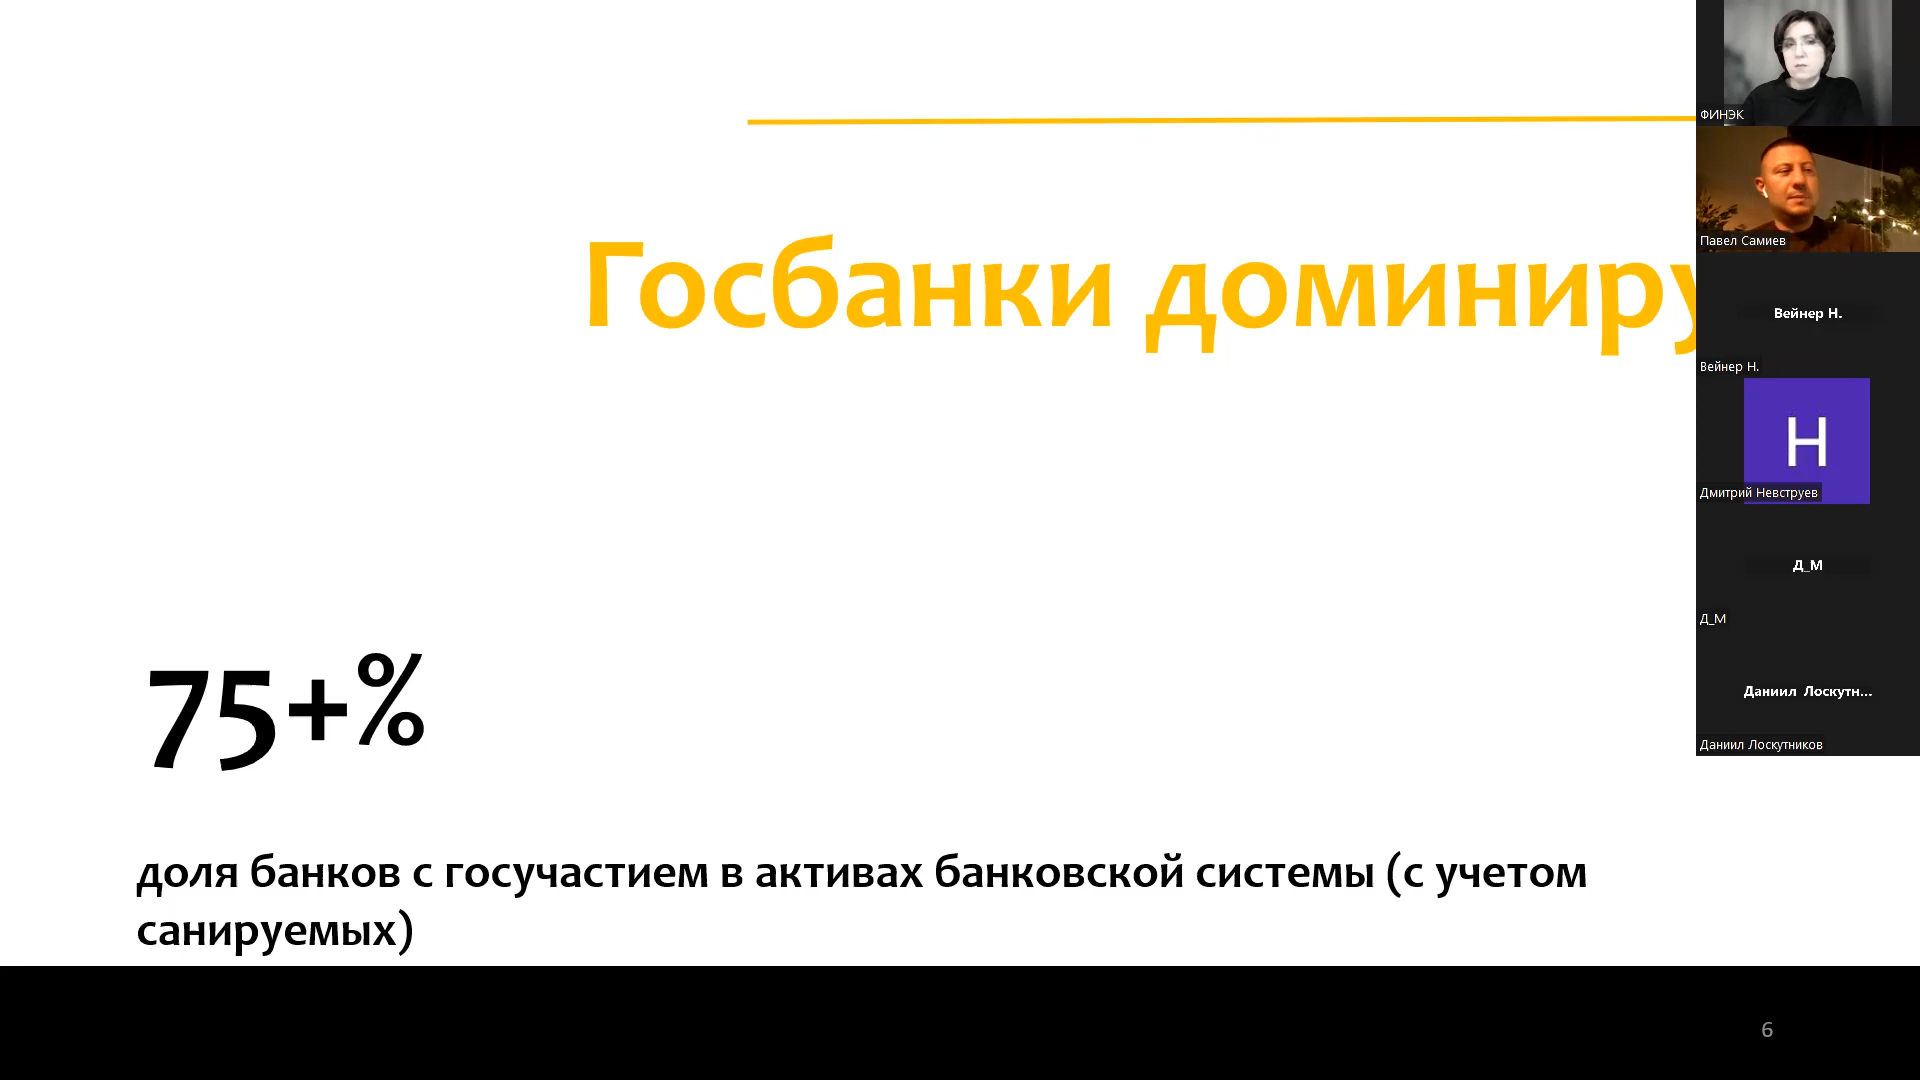 Госбанки доминиру
75+%
доля банков с госучастием в активах банковской системы (с учетом
санируемых)
6
ФИНЭК
Павел Самиев
Вейнер Н.
Вейнер Н.
Н
Дмитрий Невструев
Д_М
Д_М
Даниил Лоскутн...
Даниил Лоскутников